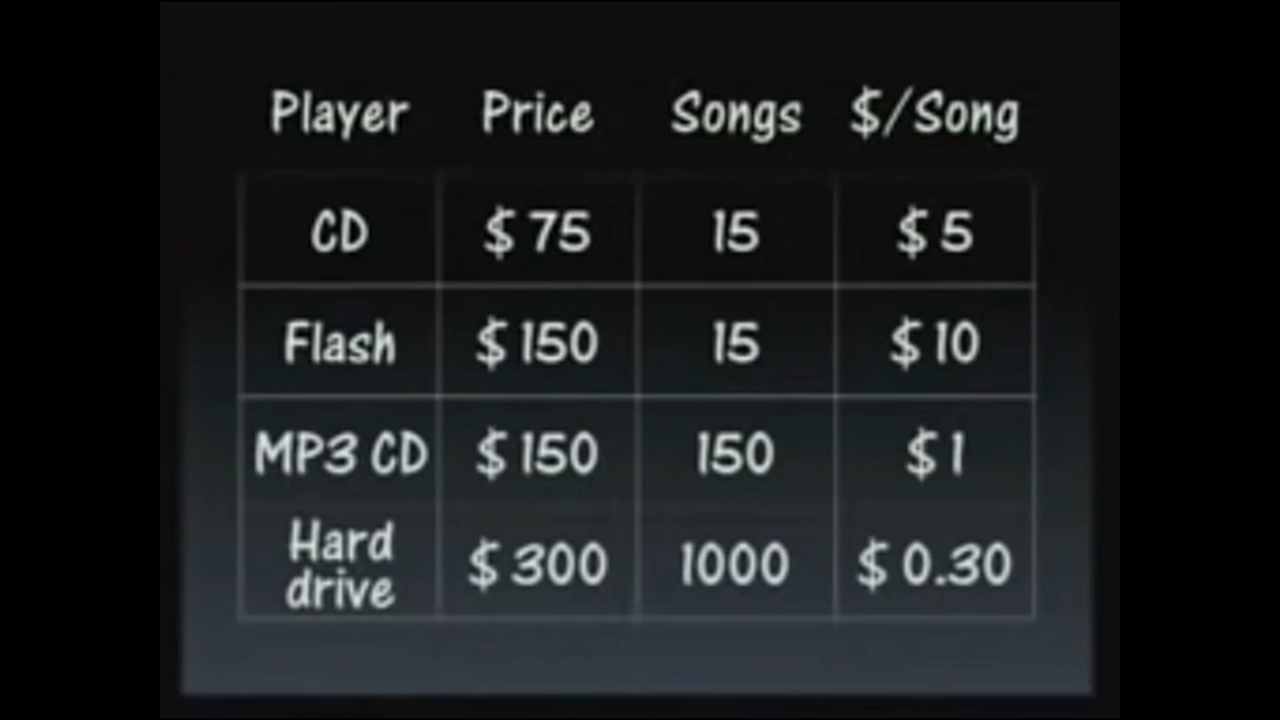 Player Price Songs $/Song
CD $ 75 15 $ 5
Flash $ 150 15 $ 10
MP3 CD $ 150 150 $ 1
Hard
drive $ 300 1000 $ 0.30